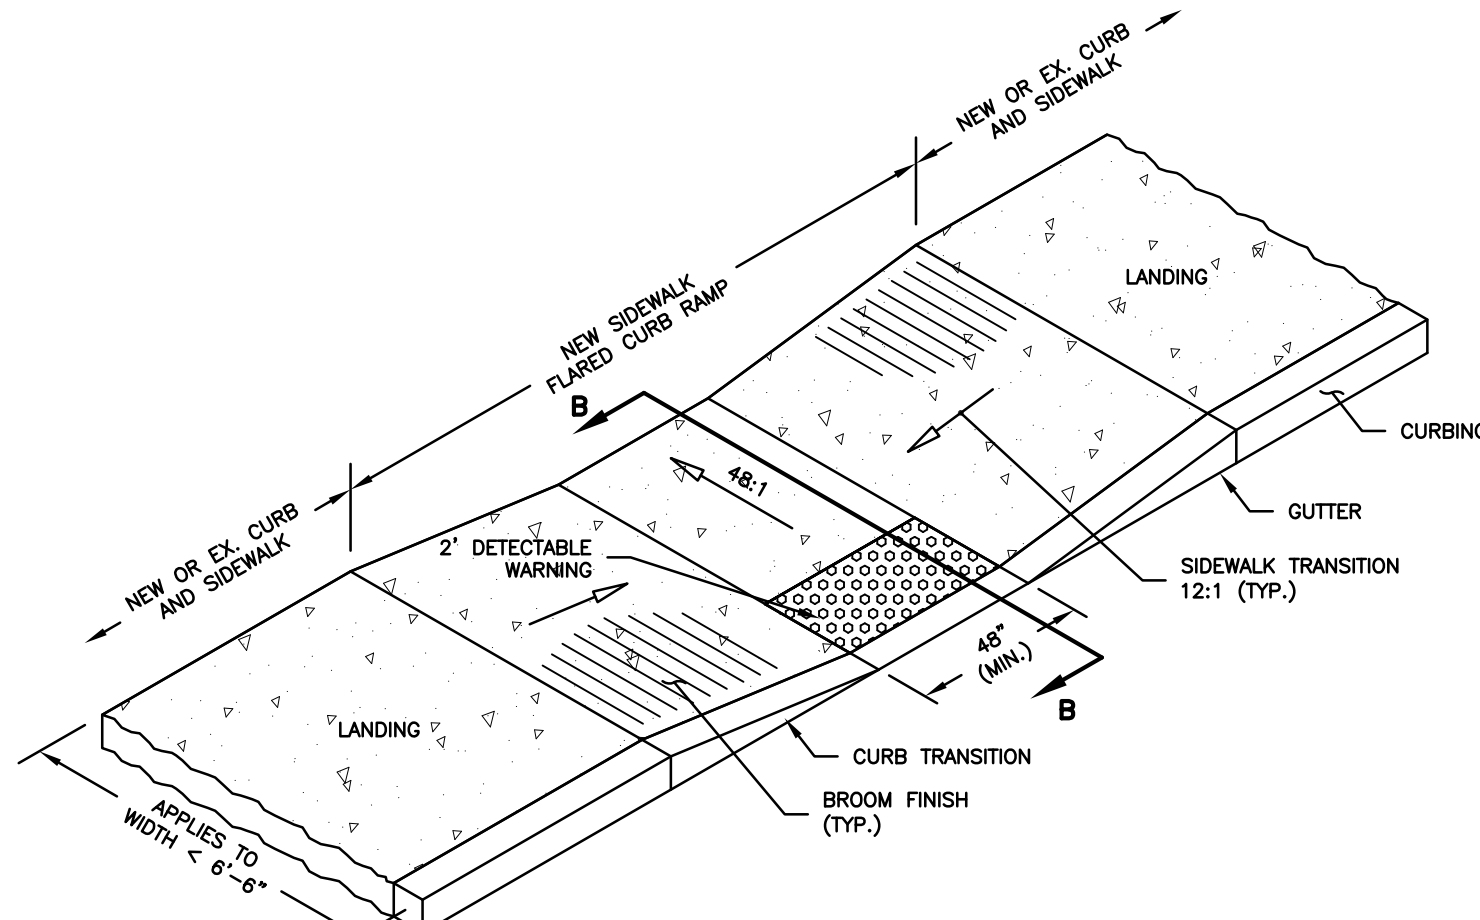 NEW OR EX. CURB
AND SIDEWALK
LANDING
NEW SIDEWALK
FLARED CURB RAMP
B
48:1
CURBING
GUTTER
NEW OR EX. CURB
AND SIDEWALK
2' DETECTABLE
WARNING
SIDEWALK TRANSITION
12:1 (TYP.)
48"
(MIN.)
B
LANDING
CURB TRANSITION
BROOM FINISH
(TYP.)
APPLIES TO
WIDTH < 6'-6"